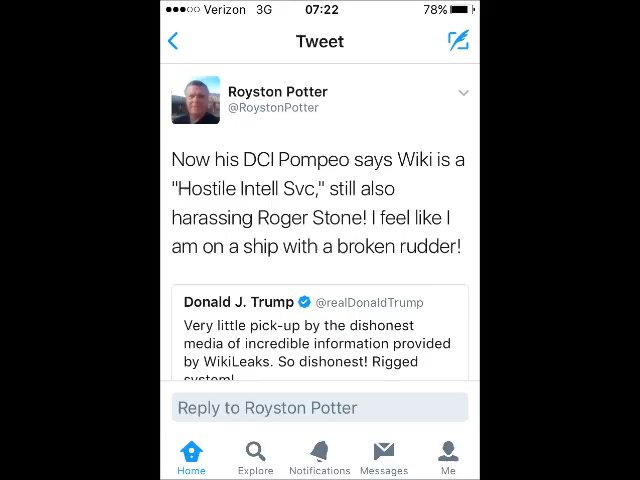 Verizon 3G 07:22 78%
Tweet
Royston Potter
@RoystonPotter
Now his DCI Pompeo says Wiki is a
"Hostile Intell Svc," still also
harassing Roger Stone! I feel like I
am on a ship with a broken rudder!
Donald J. Trump @realDonaldTrump
Very little pick-up by the dishonest
media of incredible information provided
by WikiLeaks. So dishonest! Rigged
system!
Reply to Royston Potter
Home Explore Notifications Messages Me